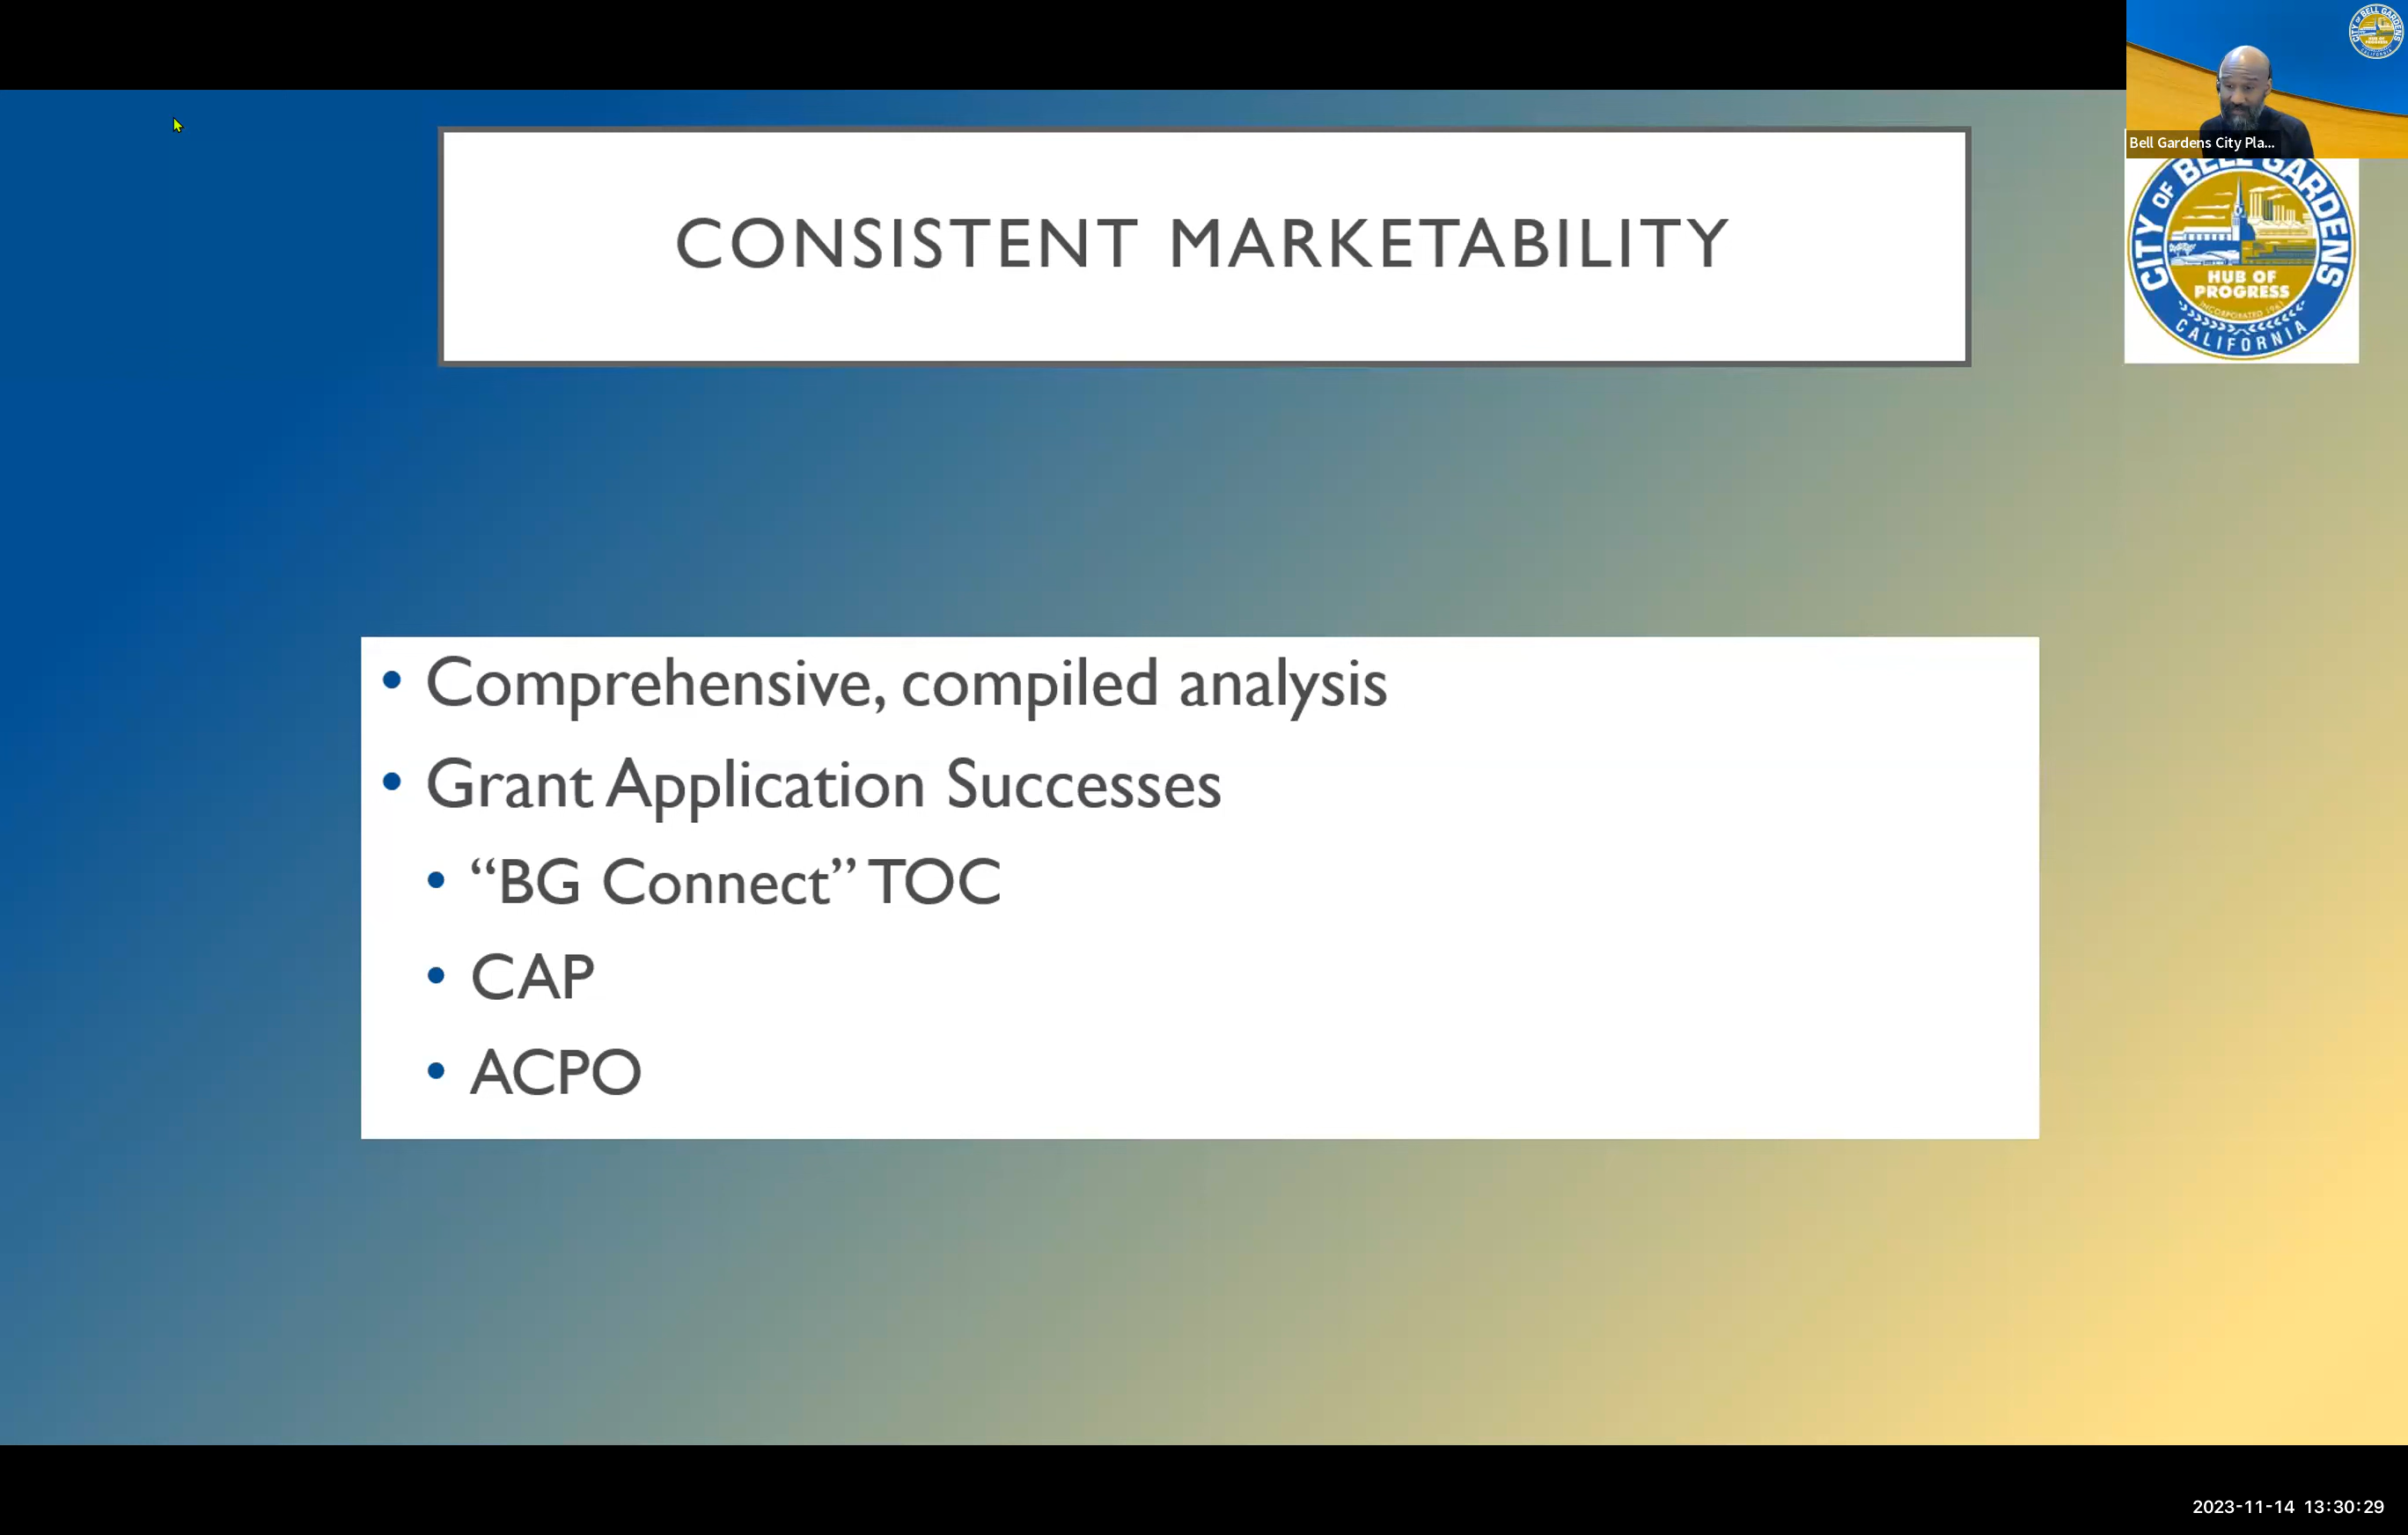 CONSISTENT MARKETABILITY
Bell Gardens City Pla...
CITY OF BELL GARDENS
HUB OF
PROGRESS
CALIFORNIA
• Comprehensive, compiled analysis
• Grant Application Successes
• “BG Connect” TOC
• CAP
• ACPO
2023-11-14 13:30:29